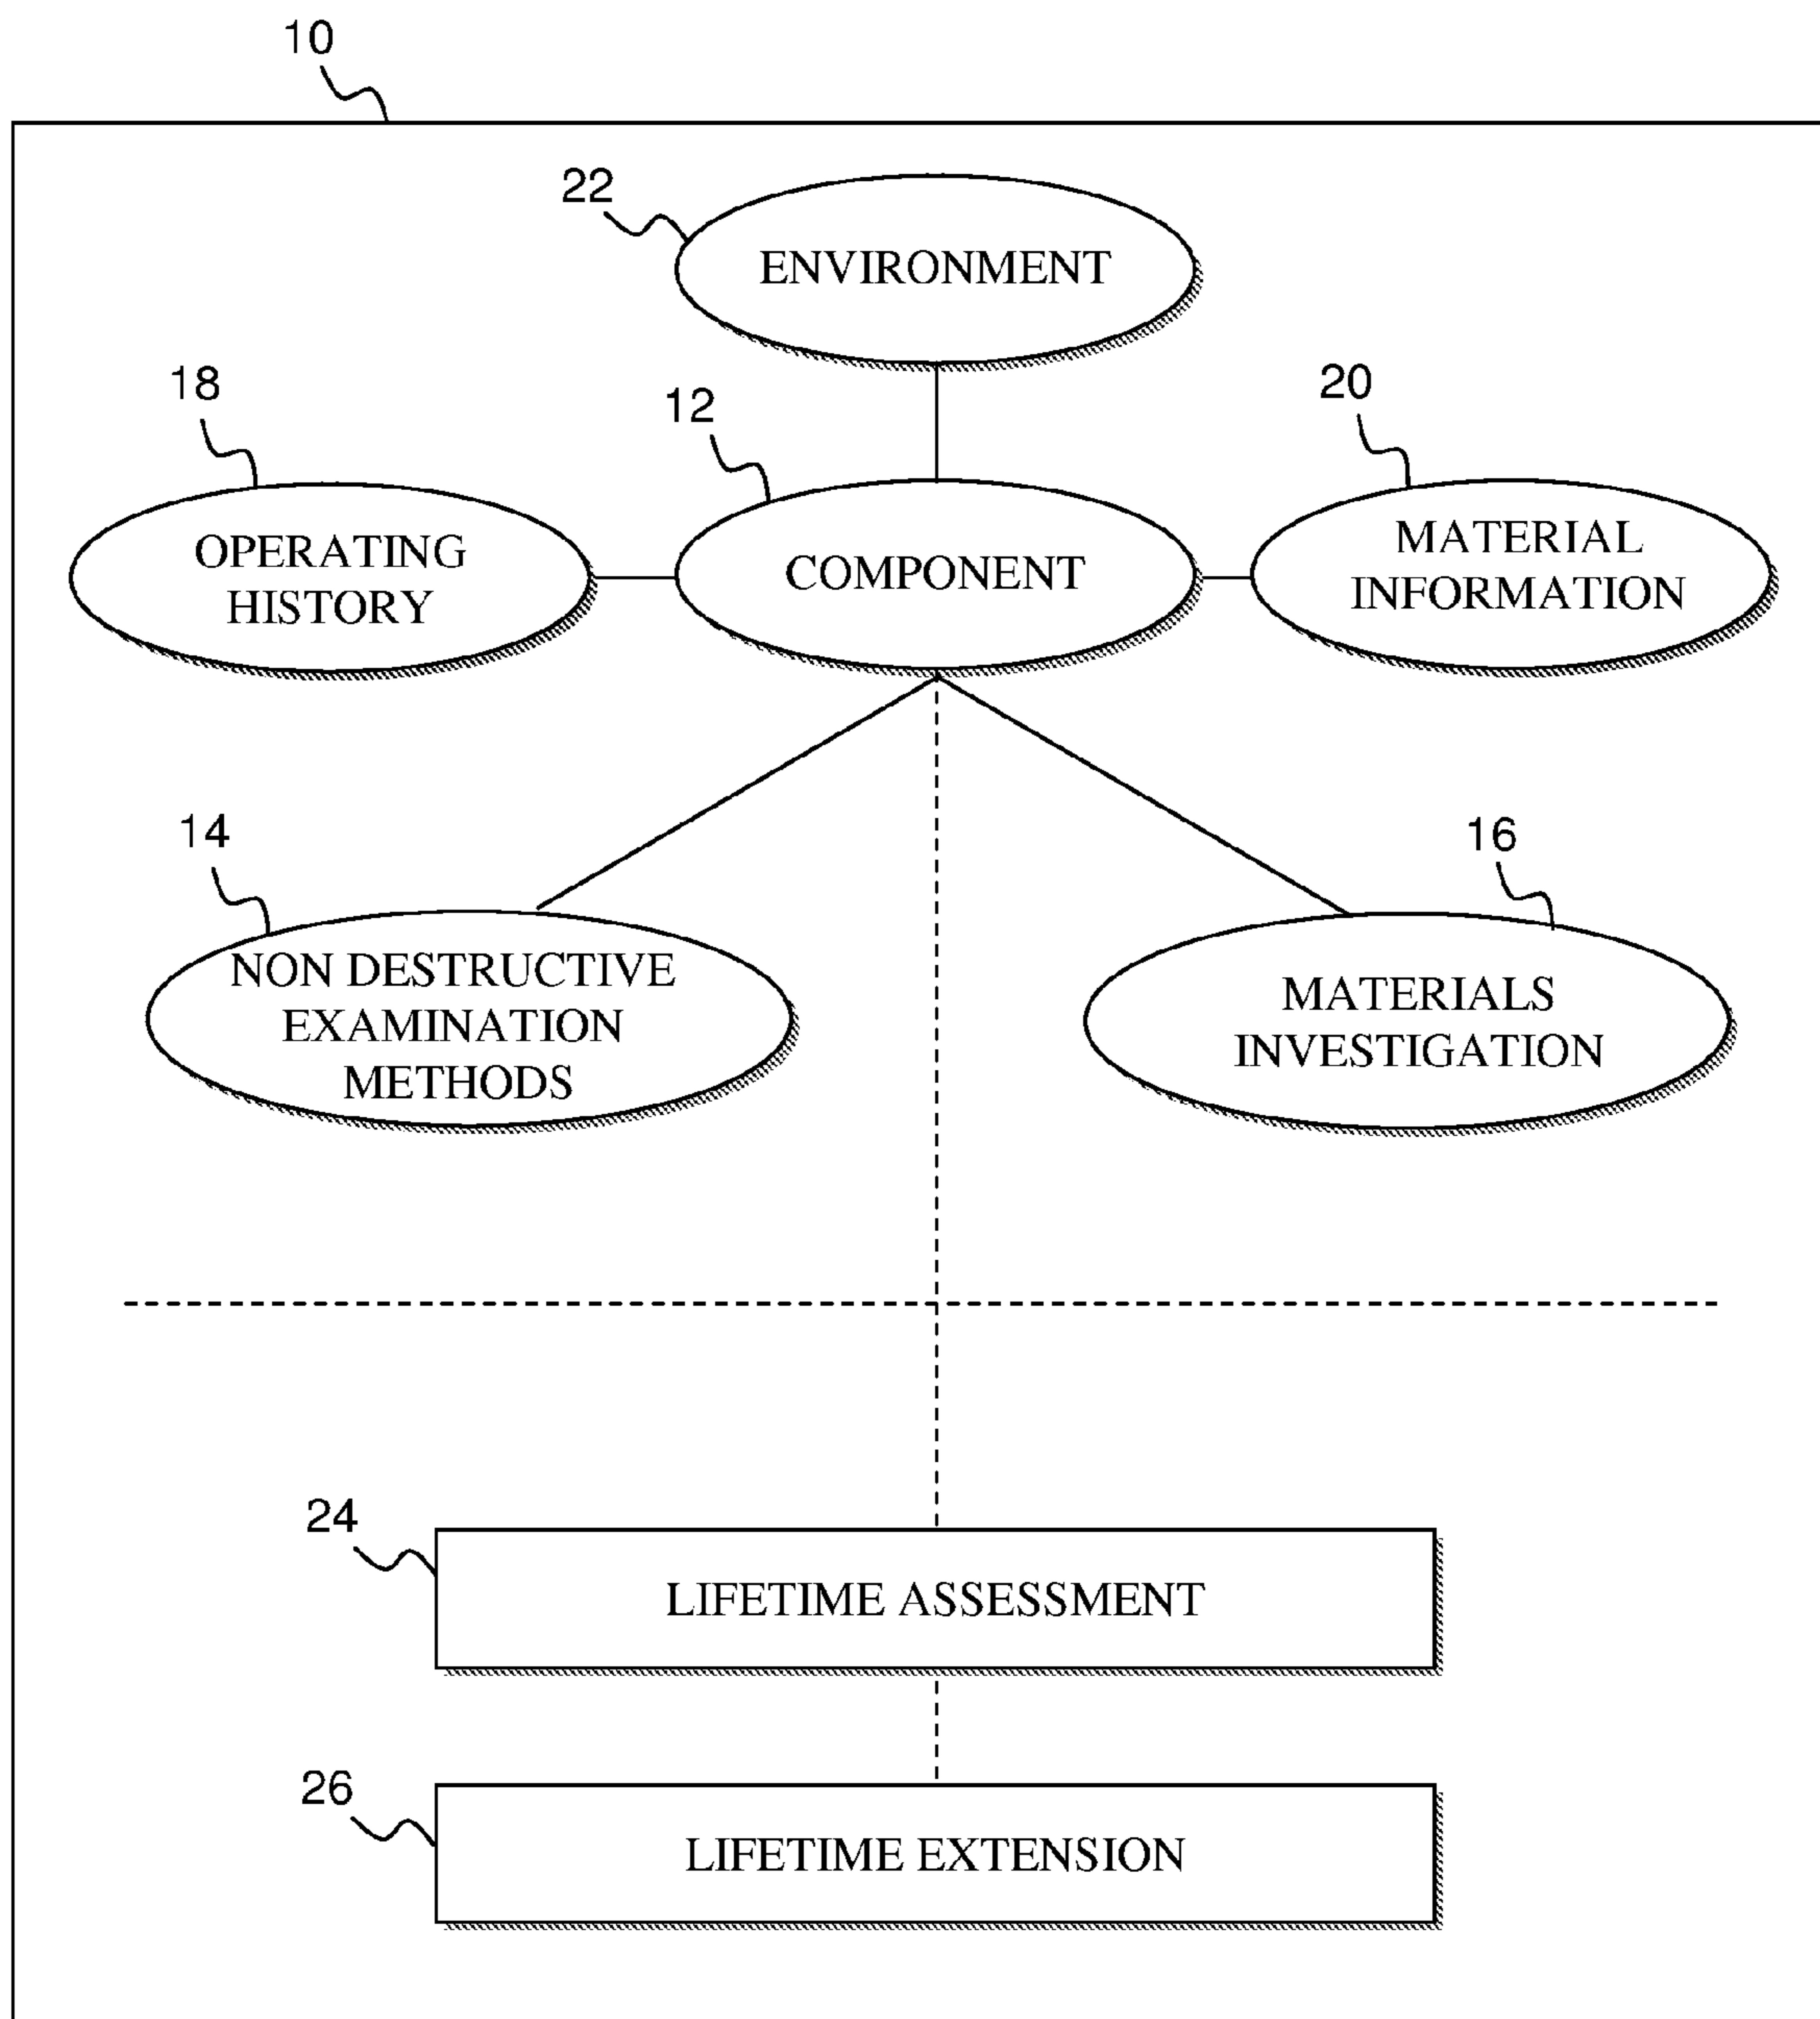 10
22
ENVIRONMENT
18
12
20
OPERATING
HISTORY
COMPONENT
MATERIAL
INFORMATION
14
16
NON DESTRUCTIVE
EXAMINATION
METHODS
MATERIALS
INVESTIGATION
24
LIFETIME ASSESSMENT
26
LIFETIME EXTENSION